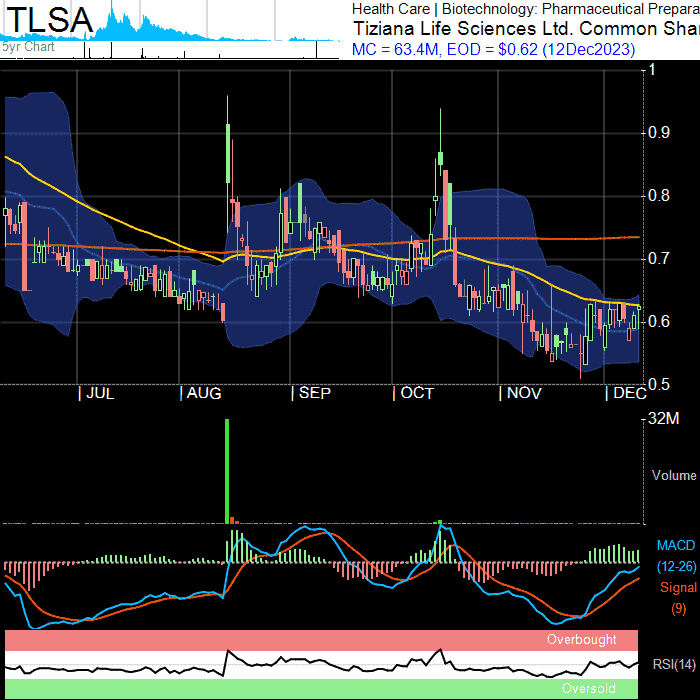 TLSA
5yr Chart
Health Care | Biotechnology: Pharmaceutical Prepara
Tiziana Life Sciences Ltd. Common Shar
MC = 63.4M, EOD = $0.62 (12Dec2023)
1
0.9
0.8
0.7
0.6
0.5
JUL AUG SEP OCT NOV DEC
32M
Volume
MACD
(12-26)
Signal
(9)
Overbought
RSI(14)
Oversold